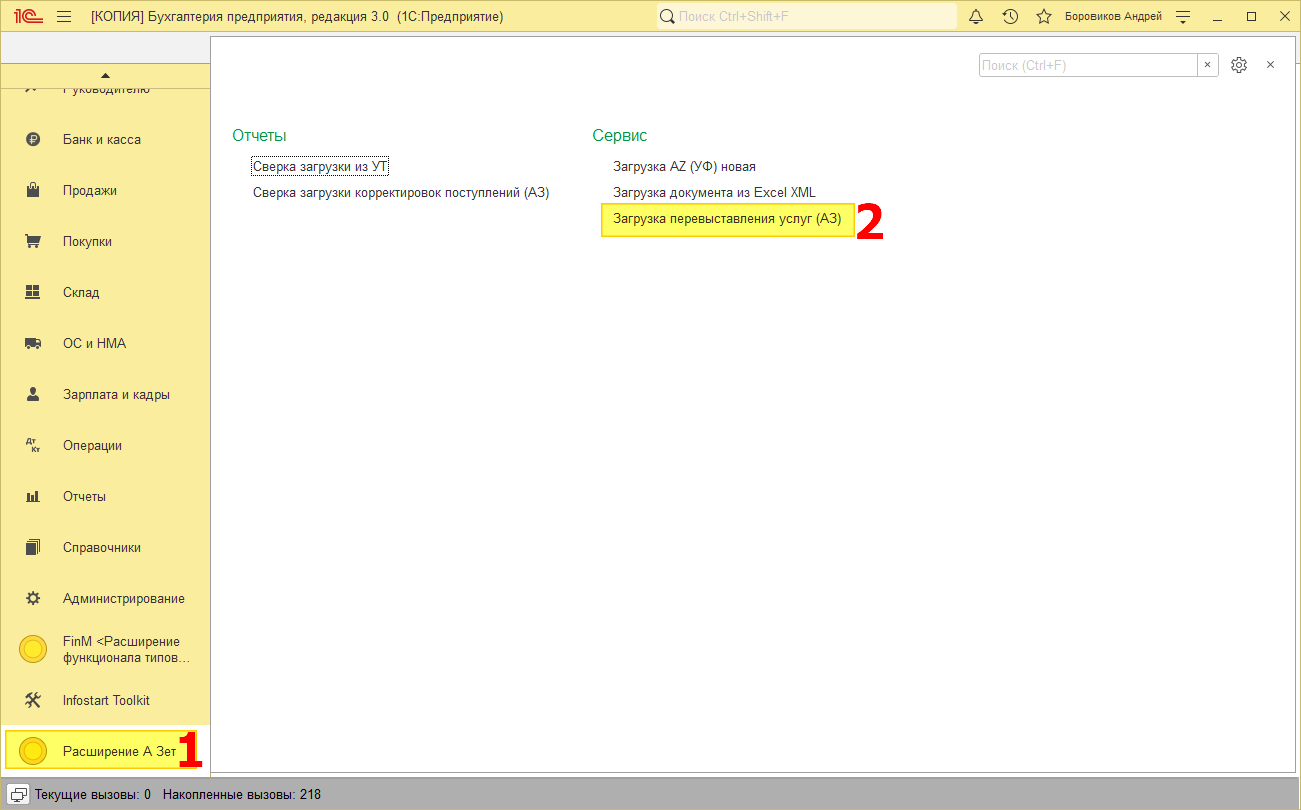 1С [КОПИЯ] Бухгалтерия предприятия, редакция 3.0 (1С:Предприятие) Поиск Ctrl+Shift+F Боровиков Андрей
Поиск (Ctrl+F)
Руководителю
Банк и касса
Продажи
Покупки
Склад
ОС и НМА
Зарплата и кадры
Дт
Кт
Операции
Отчеты
Справочники
Администрирование
FinM <Расширение
функционала типов...
Infostart Toolkit
Расширение А Зет 1
Отчеты
Сверка загрузки из УТ
Сверка загрузки корректировок поступлений (АЗ)
Сервис
Загрузка AZ (УФ) новая
Загрузка документа из Excel XML
Загрузка перевыставления услуг (АЗ) 2
Текущие вызовы: 0 Накопленные вызовы: 218